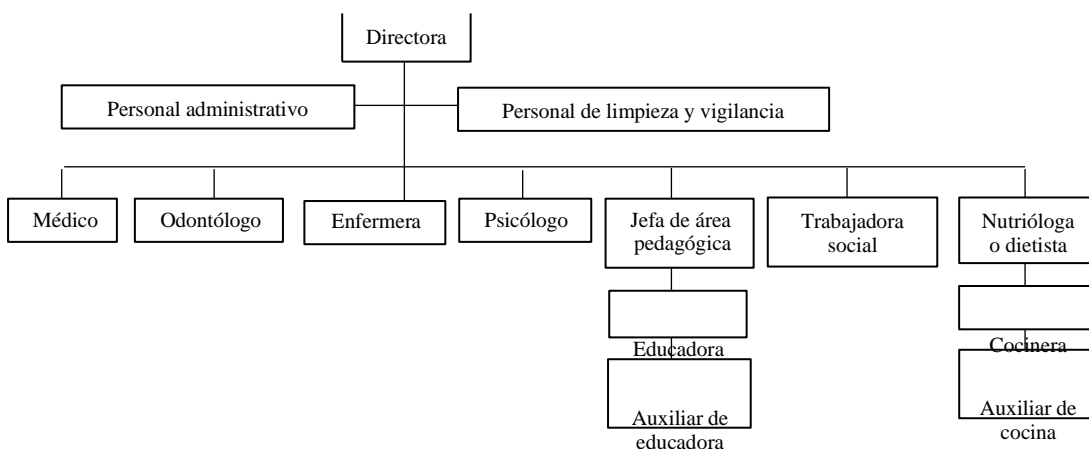 Directora
Personal administrativo
Personal de limpieza y vigilancia
Médico
Odontólogo
Enfermera
Psicólogo
Jefa de área
pedagógica
Trabajadora
social
Nutrióloga
o dietista
Educadora
Cocinera
Auxiliar de
educadora
Auxiliar de
cocina